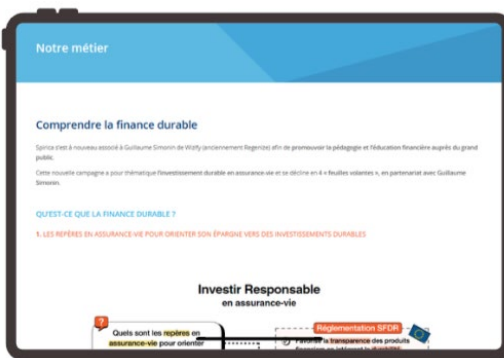 Notre métier
Comprendre la finance durable
Spirica s'est à nouveau associé à Guillaume Simonin de Wizify (anciennement Regenize) afin de promouvoir la pédagogie et l'éducation financière auprès du grand
public.
Cette nouvelle campagne a pour thématique l'investissement durable en assurance-vie et se décline en 4 « feuilles volantes », en partenariat avec Guillaume
Simonin.
QU'EST-CE QUE LA FINANCE DURABLE ?
1. LES REPÈRES EN ASSURANCE-VIE POUR ORIENTER SON ÉPARGNE VERS DES INVESTISSEMENTS DURABLES
Investir Responsable
en assurance-vie
?
Quels sont les repères en
assurance-vie pour orienter
Réglementation SFDR
Favorise la transparence des produits